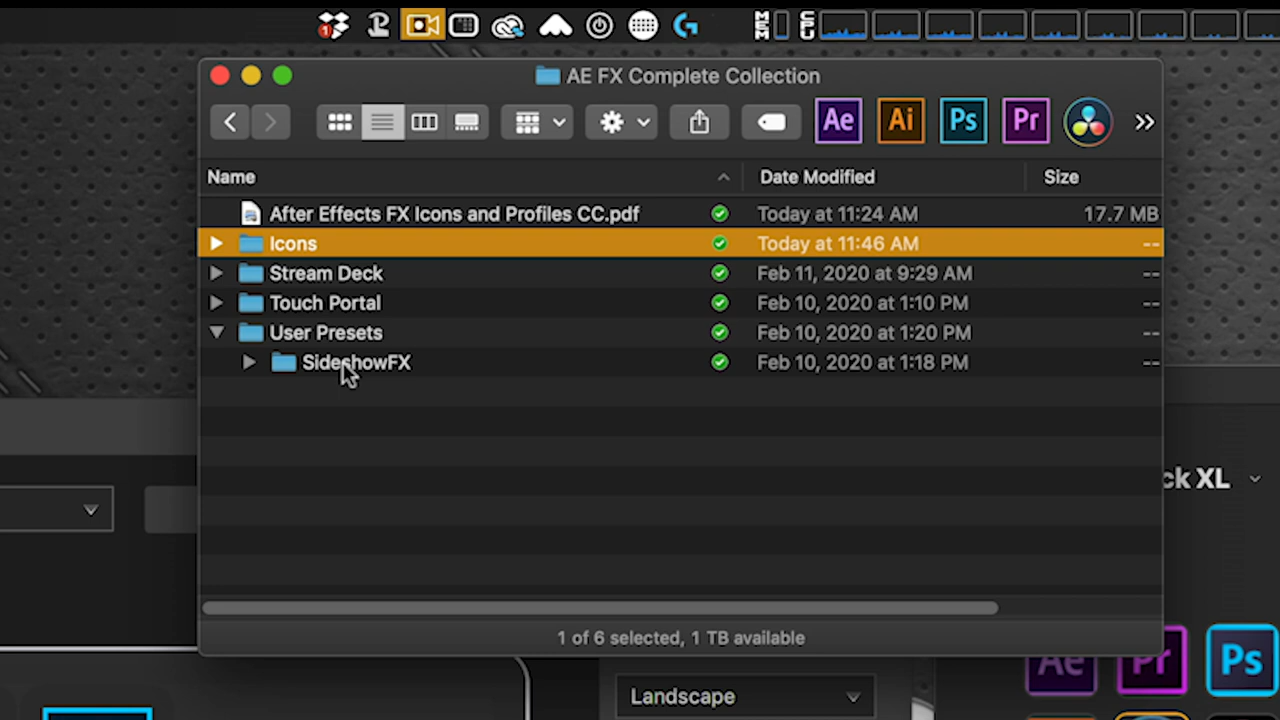 1
MEM
CPU
AE FX Complete Collection
Ae
Ai
Ps
Pr
Name
Date Modified
Size
After Effects FX Icons and Profiles CC.pdf
Today at 11:24 AM
17.7 MB
Icons
Today at 11:46 AM
--
Stream Deck
Feb 11, 2020 at 9:29 AM
--
Touch Portal
Feb 10, 2020 at 1:10 PM
--
User Presets
Feb 10, 2020 at 1:20 PM
--
SideshowFX
Feb 10, 2020 at 1:18 PM
--
ck XL
1 of 6 selected, 1 TB available
Ae
Pr
Ps
Landscape